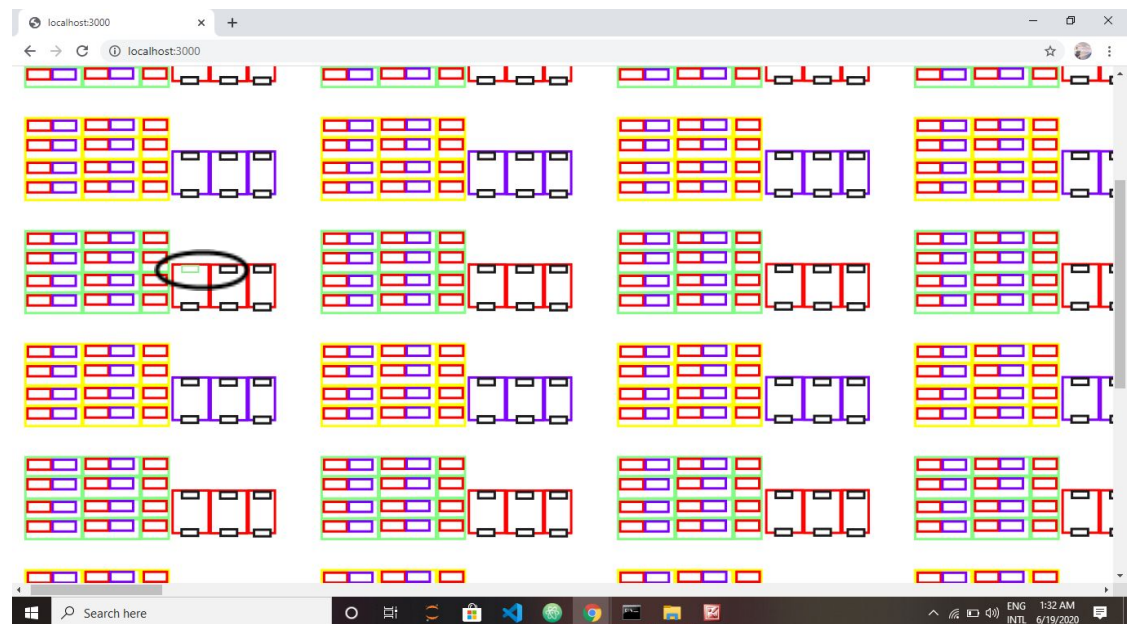 localhost:3000
localhost:3000
Search here
ENG 1:32 AM
INTL 6/19/2020